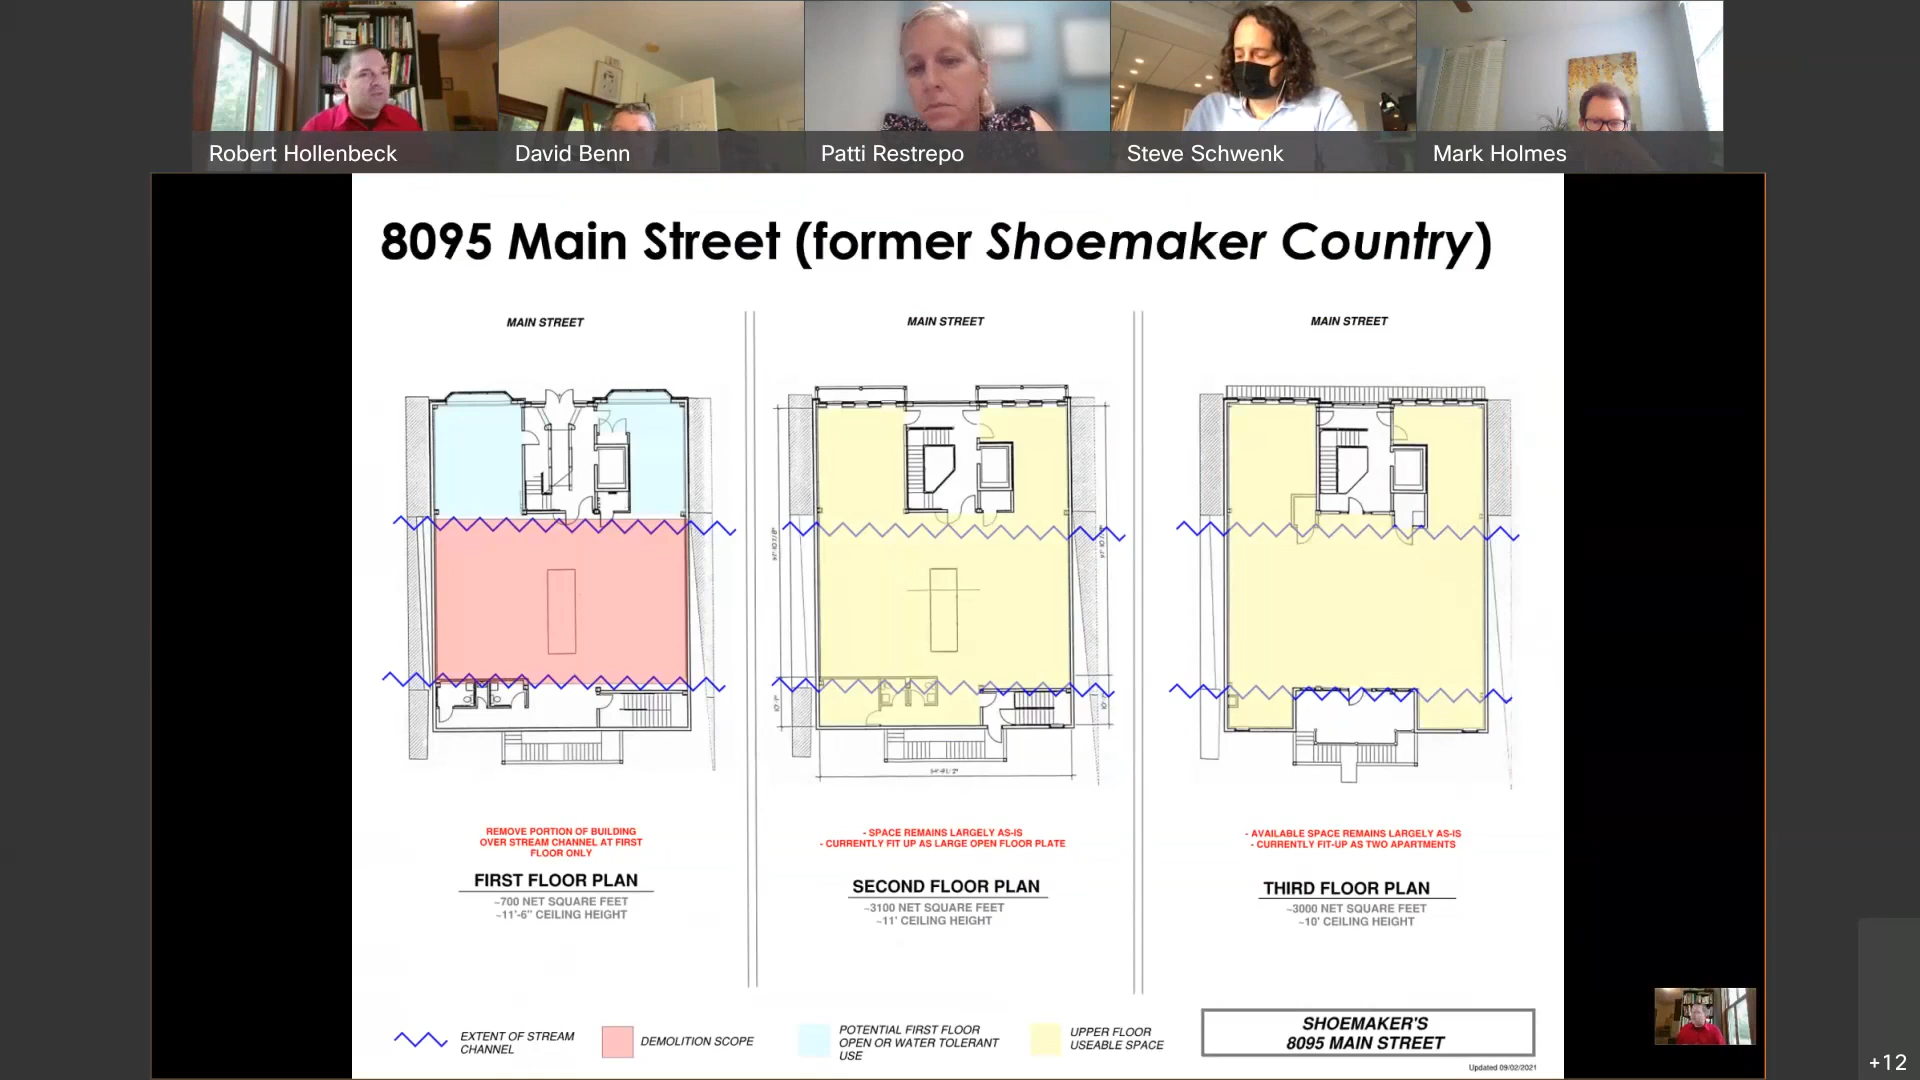 Robert Hollenbeck
David Benn
Patti Restrepo
Steve Schwenk
Mark Holmes
8095 Main Street (former Shoemaker Country)
MAIN STREET
MAIN STREET
MAIN STREET
REMOVE PORTION OF BUILDING
OVER STREAM CHANNEL AT FIRST
FLOOR ONLY
FIRST FLOOR PLAN
~700 NET SQUARE FEET
~11'-6" CEILING HEIGHT
- SPACE REMAINS LARGELY AS-IS
- CURRENTLY FIT UP AS LARGE OPEN FLOOR PLATE
SECOND FLOOR PLAN
~3100 NET SQUARE FEET
~11' CEILING HEIGHT
- AVAILABLE SPACE REMAINS LARGELY AS-IS
- CURRENTLY FIT-UP AS TWO APARTMENTS
THIRD FLOOR PLAN
~3000 NET SQUARE FEET
~10' CEILING HEIGHT
EXTENT OF STREAM
CHANNEL
DEMOLITION SCOPE
POTENTIAL FIRST FLOOR
OPEN OR WATER TOLERANT
USE
UPPER FLOOR
USEABLE SPACE
SHOEMAKER'S
8095 MAIN STREET
Updated 09/02/2021
+12